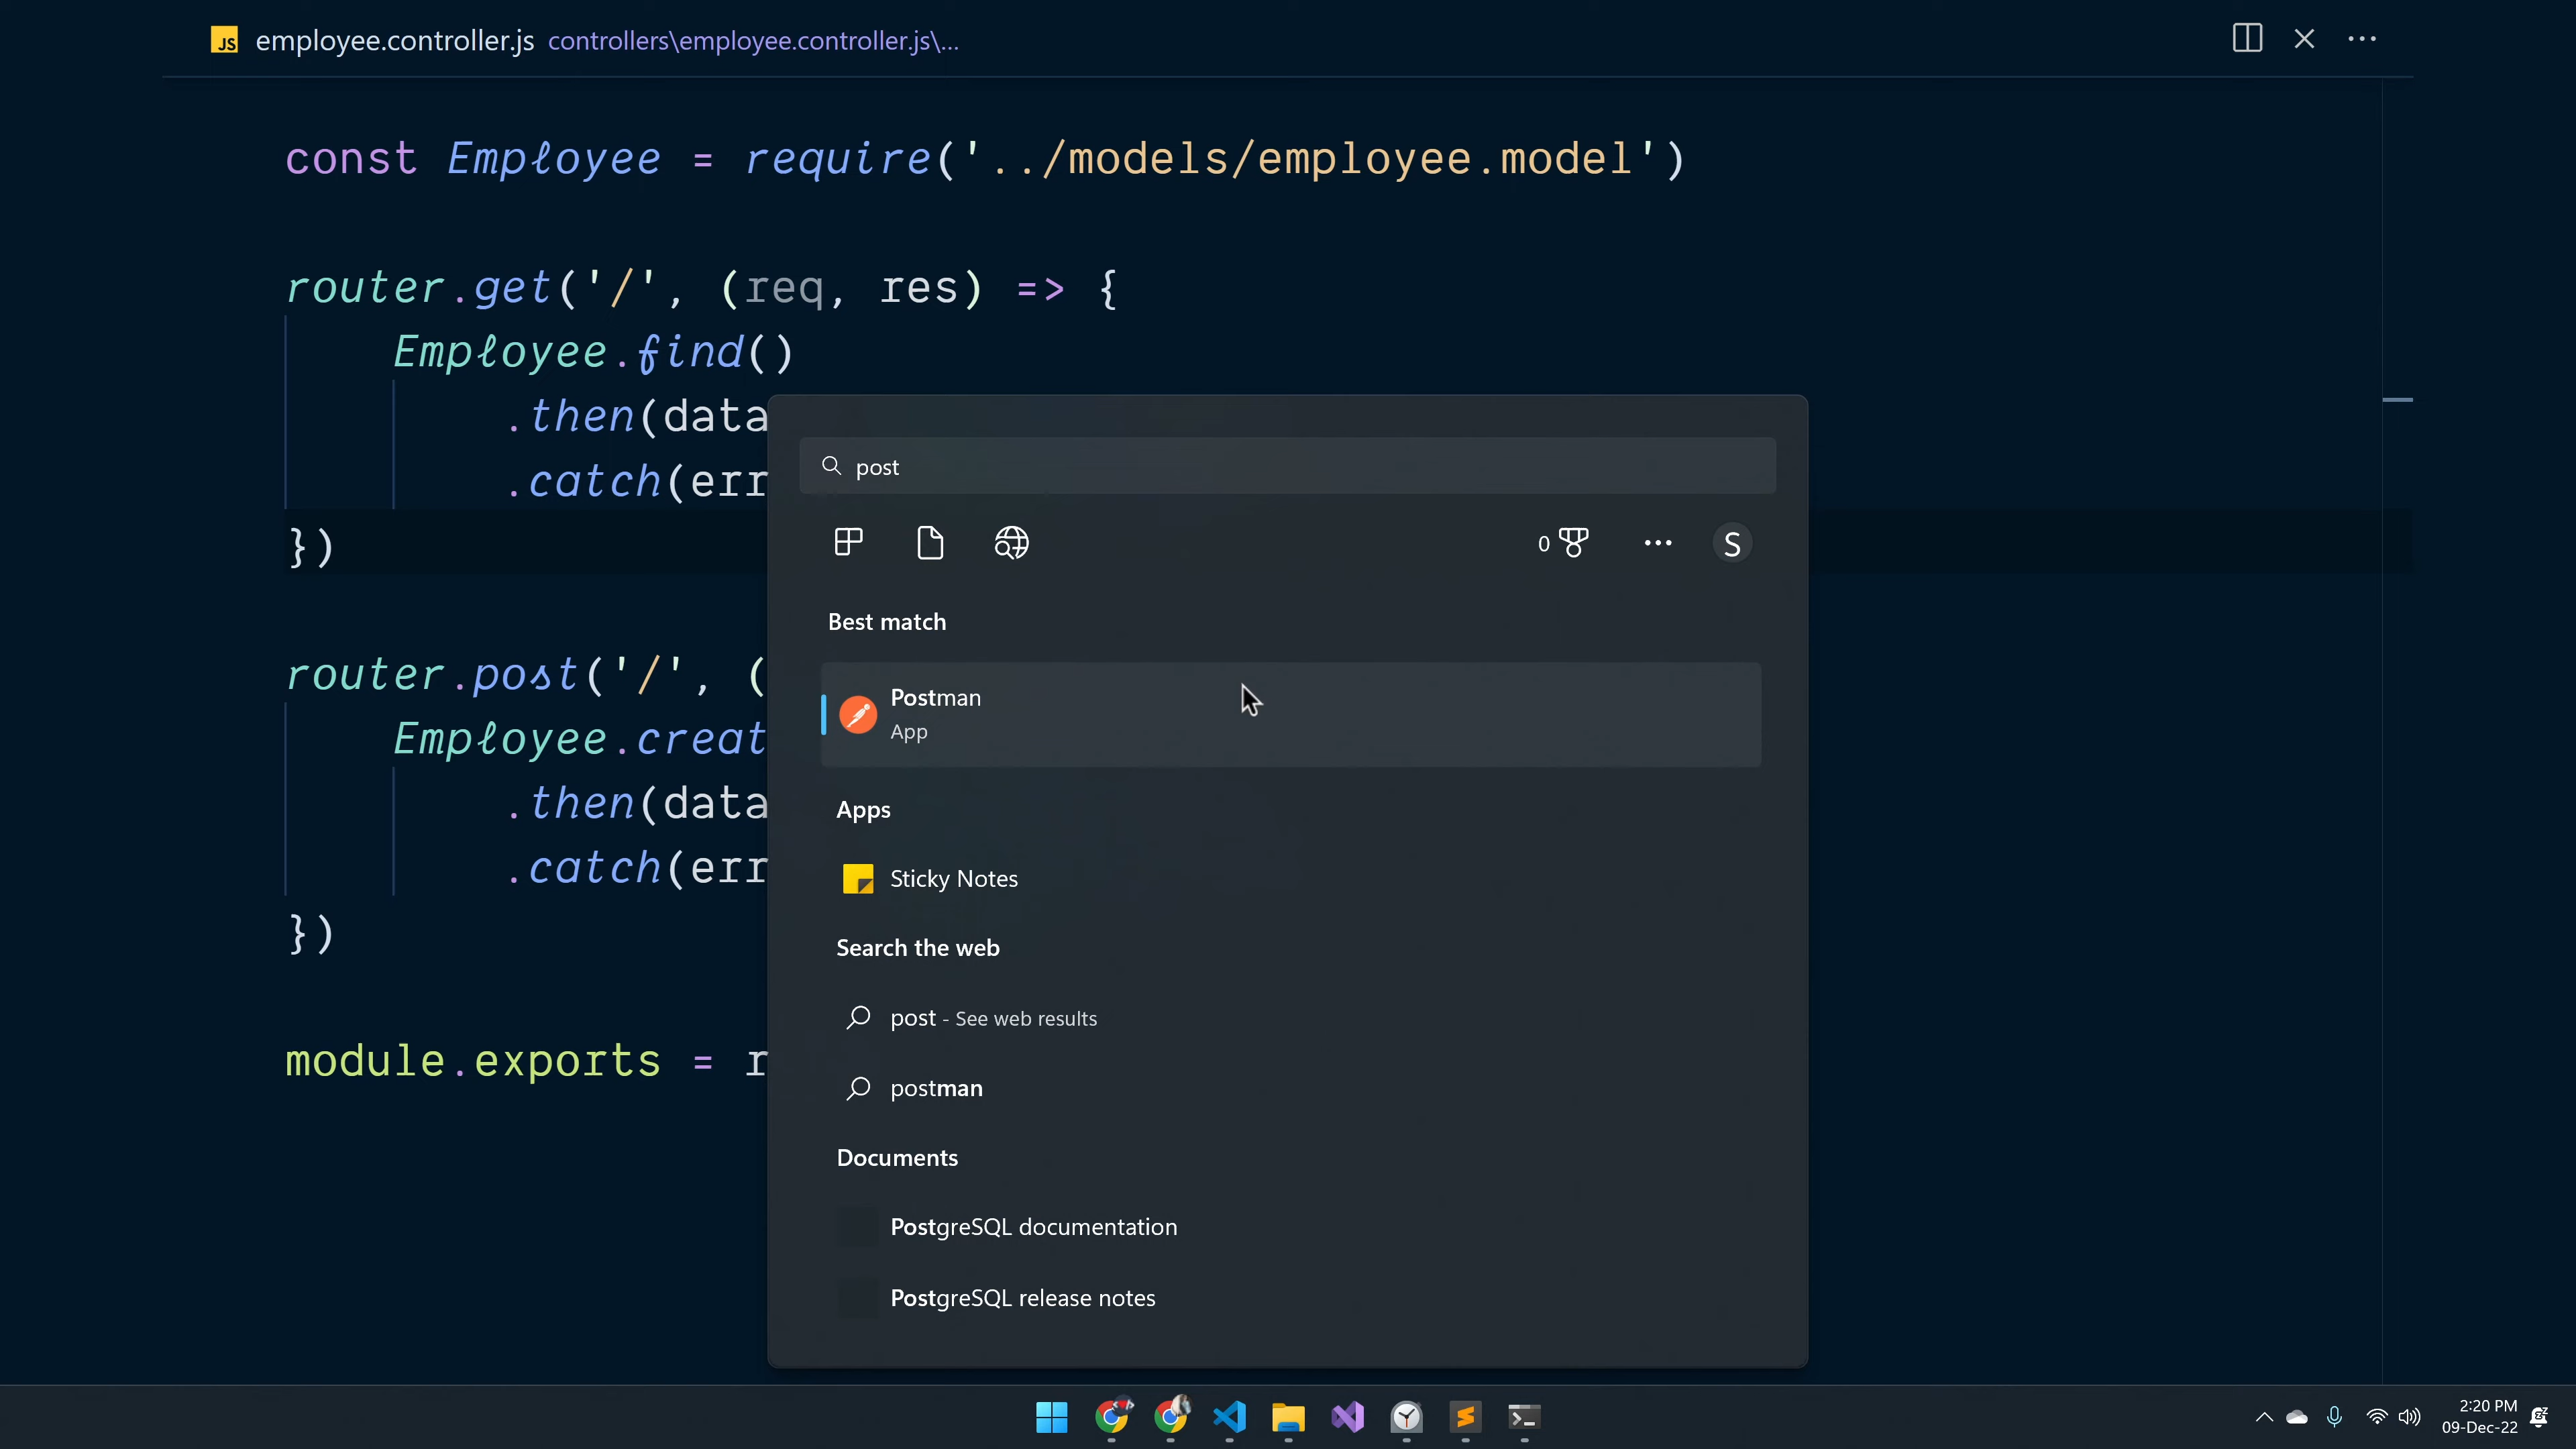 JS employee.controller.js controllers\employee.controller.js\...
const Employee = require('../models/employee.model')
router.get('/', (req, res) => {
Employee.find()
.then(data
.catch(err
})
router.post('/', (
Employee.creat
.then(data
.catch(err
})
module.exports = r
post
0
S
Best match
Postman
App
Apps
Sticky Notes
Search the web
post - See web results
postman
Documents
PostgreSQL documentation
PostgreSQL release notes
2:20 PM
09-Dec-22